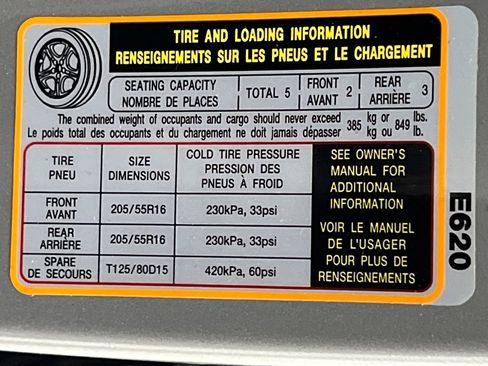 TIRE AND LOADING INFORMATION
RENSEIGNEMENTS SUR LES PNEUS ET LE CHARGEMENT
SEATING CAPACITY
NOMBRE DE PLACES
TOTAL 5
FRONT
AVANT 2
REAR
ARRIÈRE 3
The combined weight of occupants and cargo should never exceed 385 kg or 849 lbs.
Le poids total des occupants et du chargement ne doit jamais dépasser 385 kg ou 849 lb.
TIRE
PNEU
SIZE
DIMENSIONS
COLD TIRE PRESSURE
PRESSION DES
PNEUS À FROID
FRONT
AVANT
205/55R16
230kPa, 33psi
REAR
ARRIÈRE
205/55R16
230kPa, 33psi
SPARE
DE SECOURS
T125/80D15
420kPa, 60psi
SEE OWNER'S
MANUAL FOR
ADDITIONAL
INFORMATION
VOIR LE MANUEL
DE L'USAGER
POUR PLUS DE
RENSEIGNEMENTS
E620